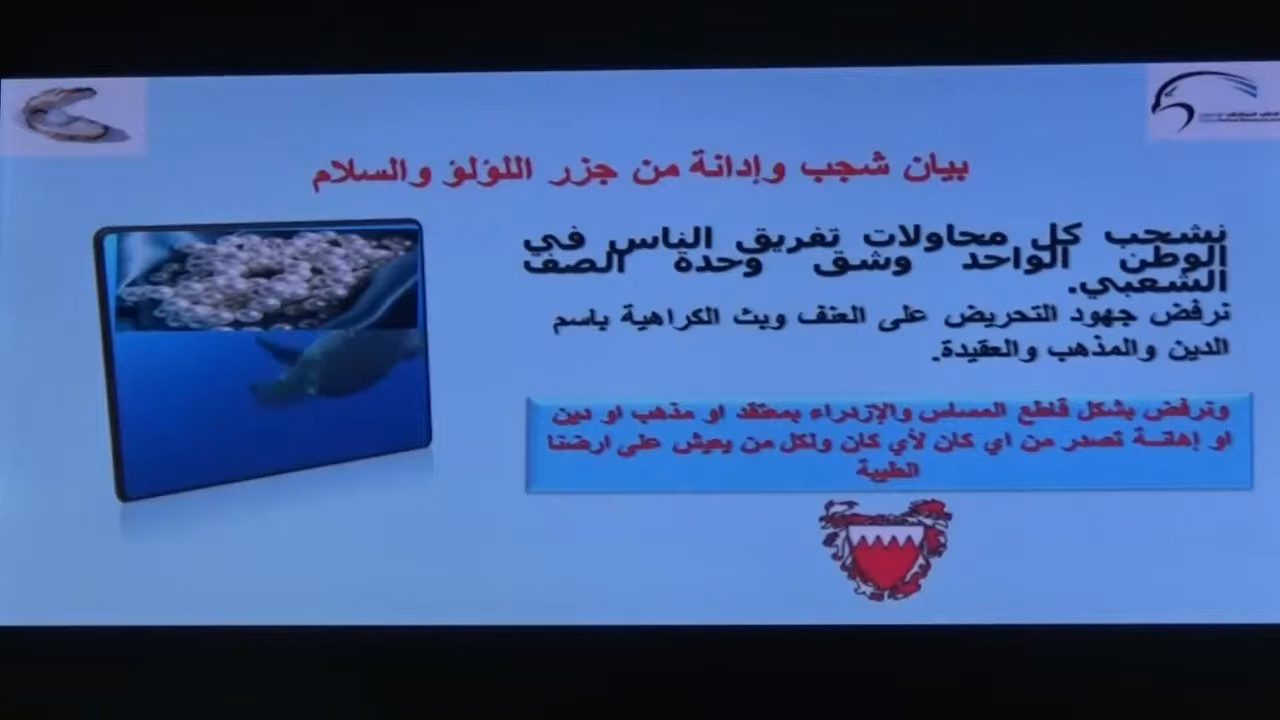 بيان شجب وإدانة من جزر اللؤلؤ والسلام
نشجب كل محاولات تفريق الناس في
الوطن الواحد وشق وحدة الصف
الشعبي.
نرفض جهود التحريض على العنف وبث الكراهية باسم
الدين والمذهب والعقيدة.
ونرفض بشكل قاطع المساس والإزدراء بمعتقد او مذهب او دين
او إهانة تصدر من اي كان لأي كان ولكل من يعيش على ارضنا
الطيبة